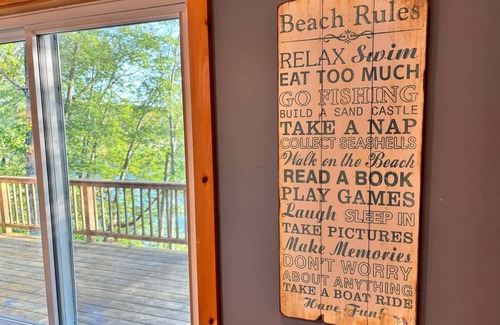 Beach Rules
RELAX Swim
EAT TOO MUCH
GO FISHING
BUILD A SAND CASTLE
TAKE A NAP
COLLECT SEASHELLS
Walk on the Beach
READ A BOOK
PLAY GAMES
Laugh SLEEP IN
TAKE PICTURES
Make Memories
DON'T WORRY
ABOUT ANYTHING
TAKE A BOAT RIDE
Have Fun!